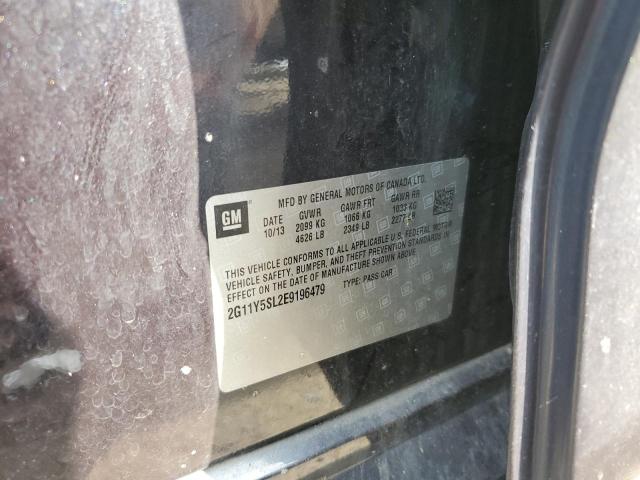 GM
MFD BY GENERAL MOTORS OF CANADA LTD.
DATE GVWR GAWR FRT GAWR RR
10/13 2099 KG 1066 KG 1033 KG
4626 LB 2349 LB 2277 LB
THIS VEHICLE CONFORMS TO ALL APPLICABLE U.S. FEDERAL MOTOR
VEHICLE SAFETY, BUMPER, AND THEFT PREVENTION STANDARDS IN
EFFECT ON THE DATE OF MANUFACTURE SHOWN ABOVE.
2G11Y5SL2E9196479 TYPE: PASS CAR